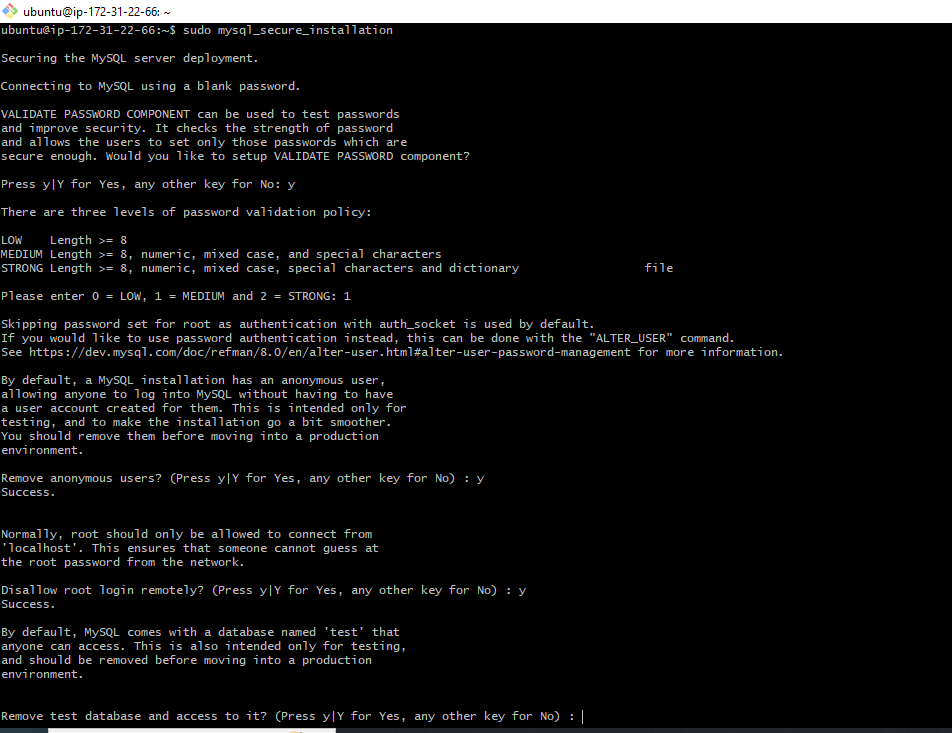 ubuntu@ip-172-31-22-66: ~
ubuntu@ip-172-31-22-66:~$ sudo mysql_secure_installation
Securing the MySQL server deployment.
Connecting to MySQL using a blank password.
VALIDATE PASSWORD COMPONENT can be used to test passwords
and improve security. It checks the strength of password
and allows the users to set only those passwords which are
secure enough. Would you like to setup VALIDATE PASSWORD component?
Press y|Y for Yes, any other key for No: y
There are three levels of password validation policy:
LOW    Length >= 8
MEDIUM Length >= 8, numeric, mixed case, and special characters
STRONG Length >= 8, numeric, mixed case, special characters and dictionary                  file
Please enter 0 = LOW, 1 = MEDIUM and 2 = STRONG: 1
Skipping password set for root as authentication with auth_socket is used by default.
If you would like to use password authentication instead, this can be done with the "ALTER_USER" command.
See https://dev.mysql.com/doc/refman/8.0/en/alter-user.html#alter-user-password-management for more information.
By default, a MySQL installation has an anonymous user,
allowing anyone to log into MySQL without having to have
a user account created for them. This is intended only for
testing, and to make the installation go a bit smoother.
You should remove them before moving into a production
environment.
Remove anonymous users? (Press y|Y for Yes, any other key for No) : y
Success.
Normally, root should only be allowed to connect from
'localhost'. This ensures that someone cannot guess at
the root password from the network.
Disallow root login remotely? (Press y|Y for Yes, any other key for No) : y
Success.
By default, MySQL comes with a database named 'test' that
anyone can access. This is also intended only for testing,
and should be removed before moving into a production
environment.
Remove test database and access to it? (Press y|Y for Yes, any other key for No) :